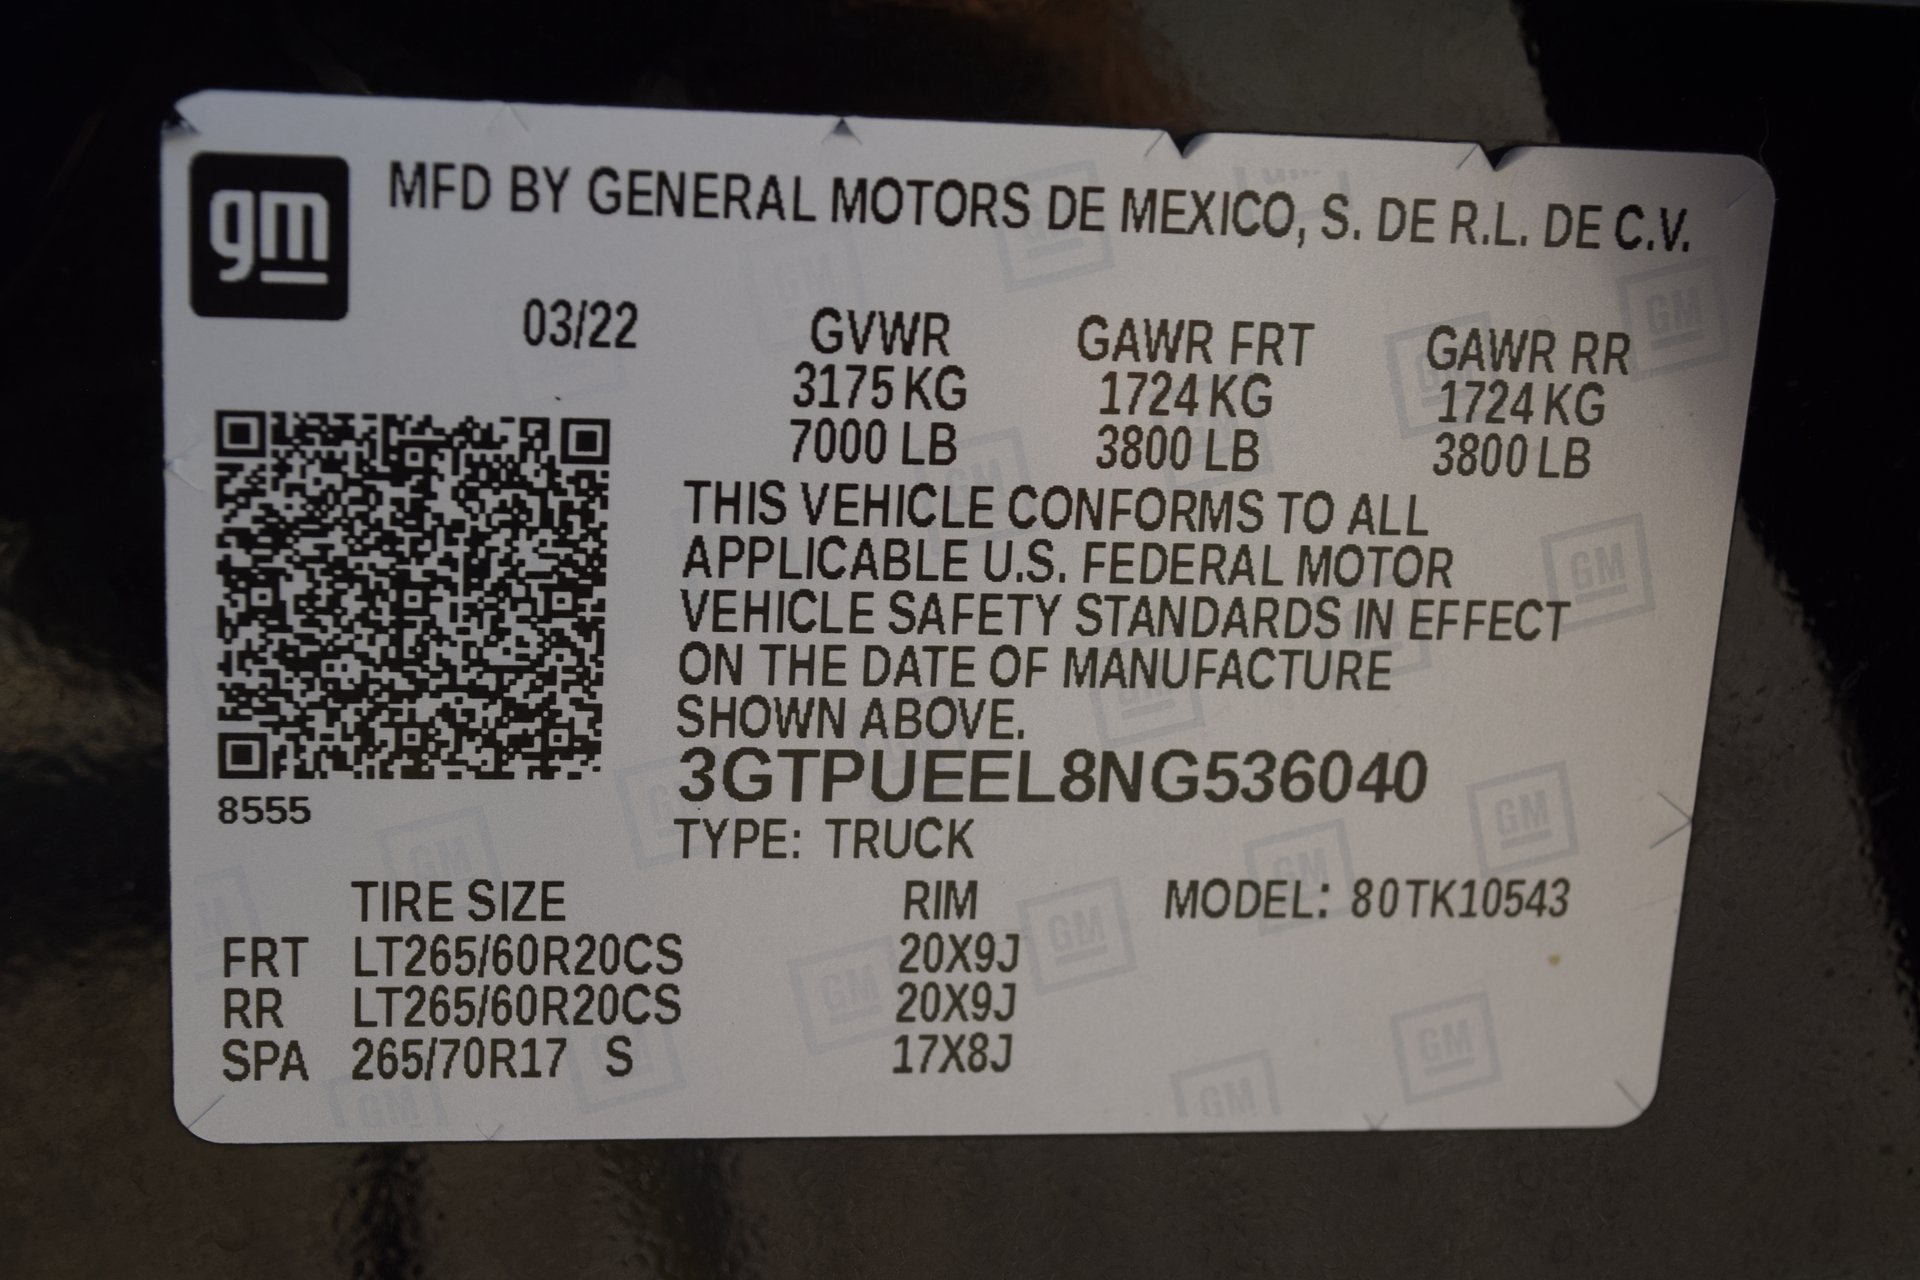 gm
MFD BY GENERAL MOTORS DE MEXICO, S. DE R.L. DE C.V.
03/22
GVWR GAWR FRT GAWR RR
3175 KG 1724 KG 1724 KG
7000 LB 3800 LB 3800 LB
THIS VEHICLE CONFORMS TO ALL
APPLICABLE U.S. FEDERAL MOTOR
VEHICLE SAFETY STANDARDS IN EFFECT
ON THE DATE OF MANUFACTURE
SHOWN ABOVE.
3GTPUEEL8NG536040
8555
TYPE: TRUCK
TIRE SIZE RIM MODEL: 80TK10543
FRT LT265/60R20CS 20X9J
RR LT265/60R20CS 20X9J
SPA 265/70R17 S 17X8J